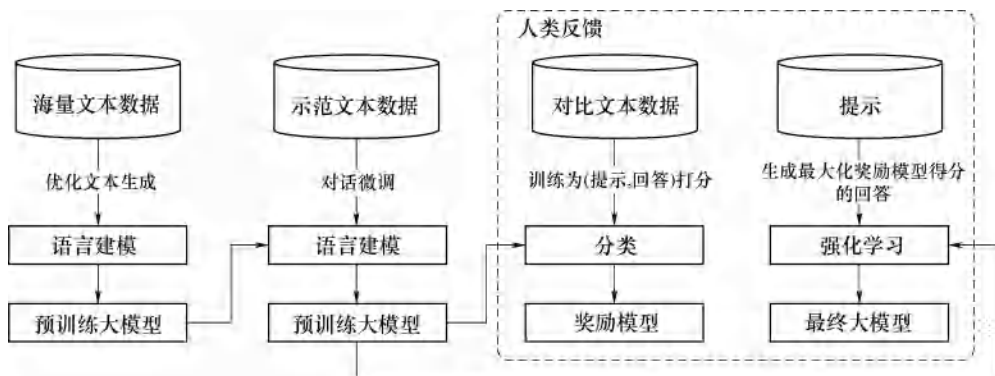 人类反馈
海量文本数据
示范文本数据
对比文本数据
提示
优化文本生成
对话微调
训练为(提示,回答)打分
生成最大化奖励模型得分
的回答
语言建模
语言建模
分类
强化学习
预训练大模型
预训练大模型
奖励模型
最终大模型